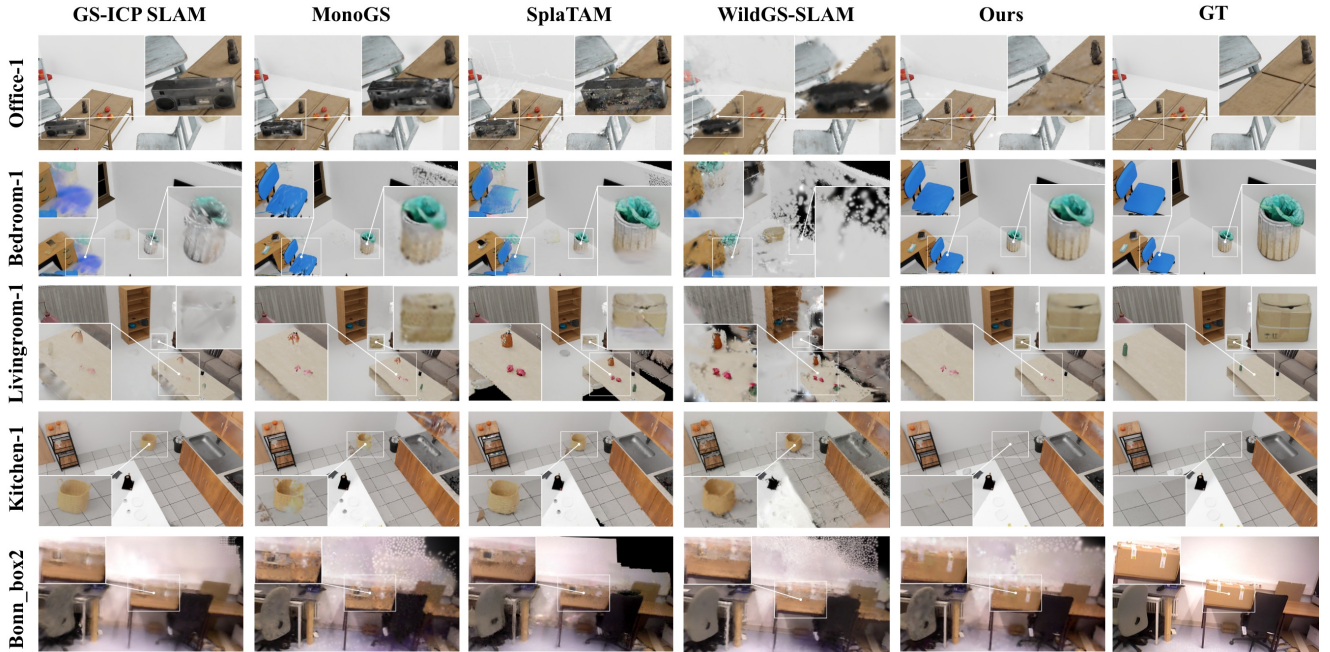 GS-ICP SLAM MonoGS SplaTAM WildGS-SLAM Ours GT
Office-1
Bedroom-1
Livingroom-1
Kitchen-1
Bonn_box2